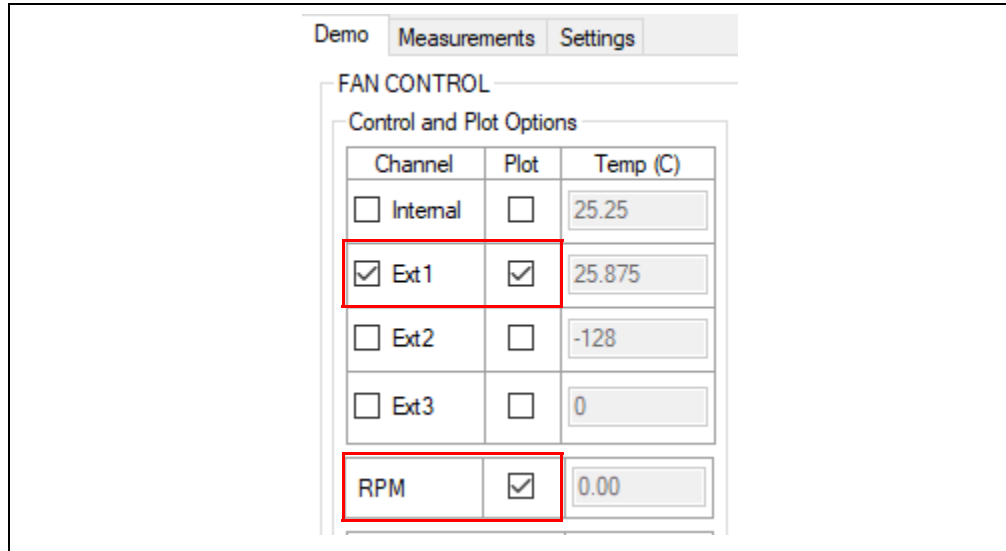 Demo Measurements Settings
FAN CONTROL
Control and Plot Options
Channel Plot Temp (C)
Internal 25.25
Ext1 25.875
Ext2 -128
Ext3 0
RPM 0.00